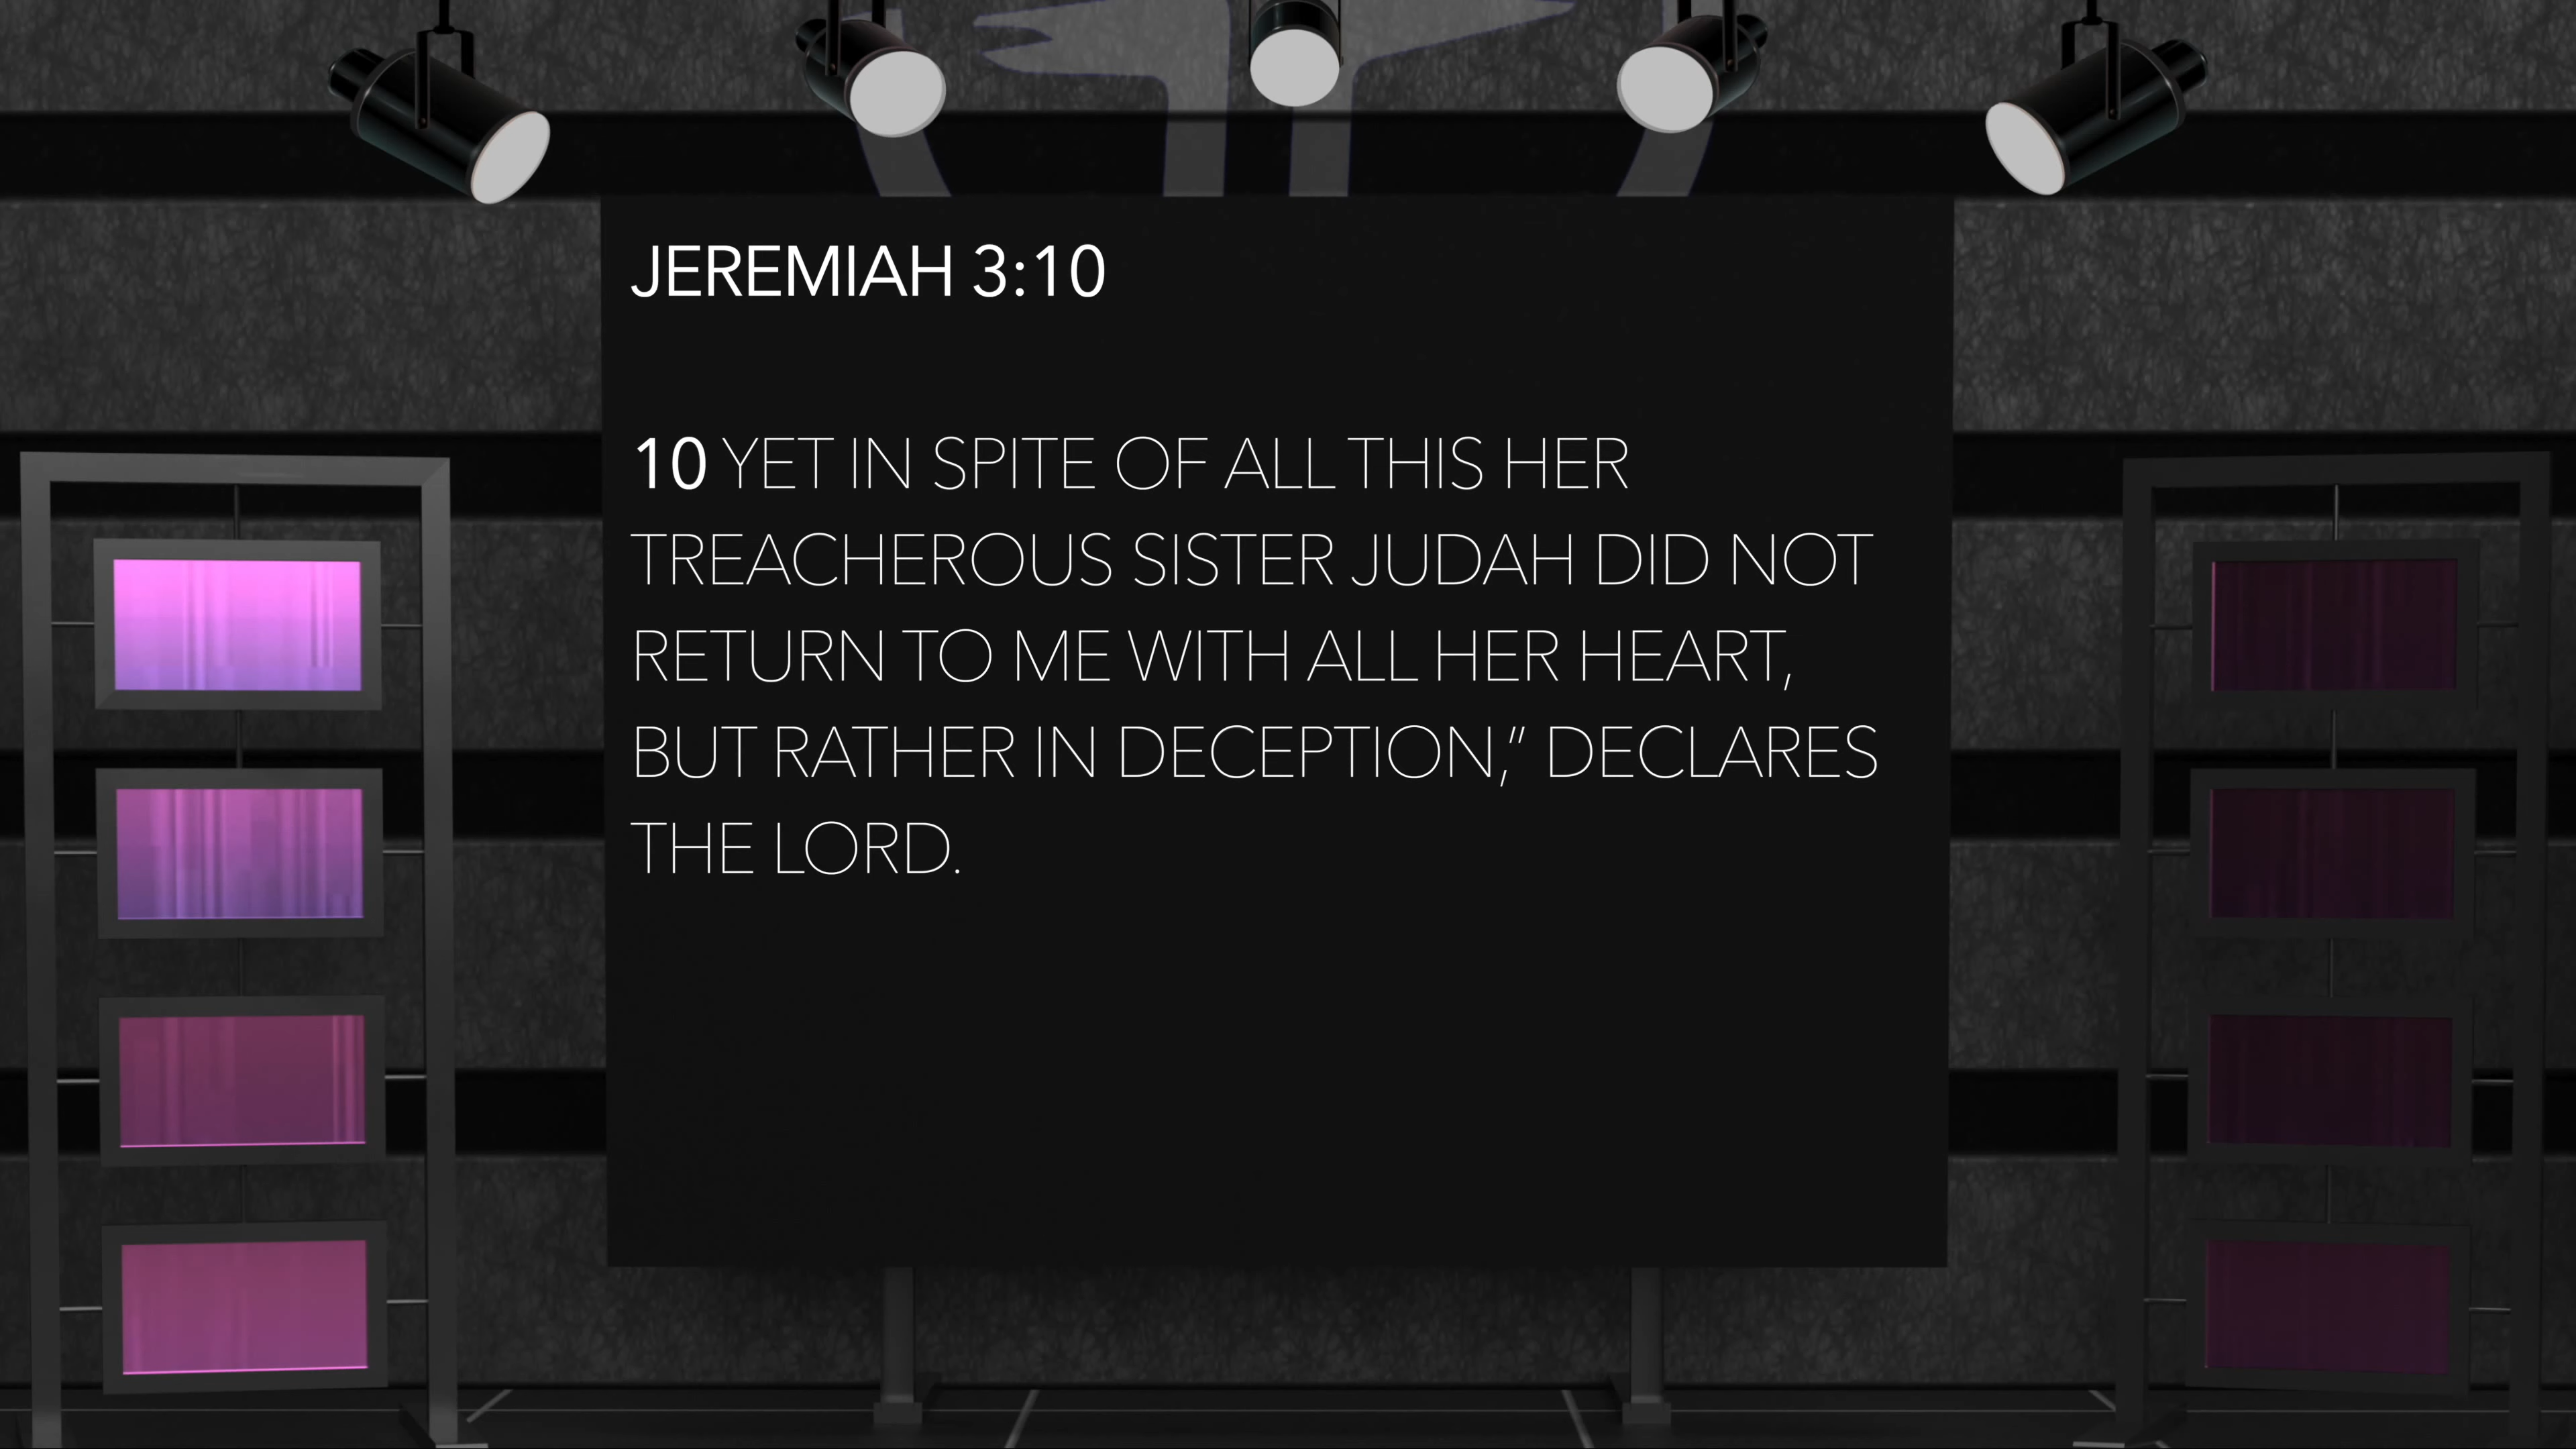 JEREMIAH 3:10
10 YET IN SPITE OF ALL THIS HER
TREACHEROUS SISTER JUDAH DID NOT
RETURN TO ME WITH ALL HER HEART,
BUT RATHER IN DECEPTION,” DECLARES
THE LORD.